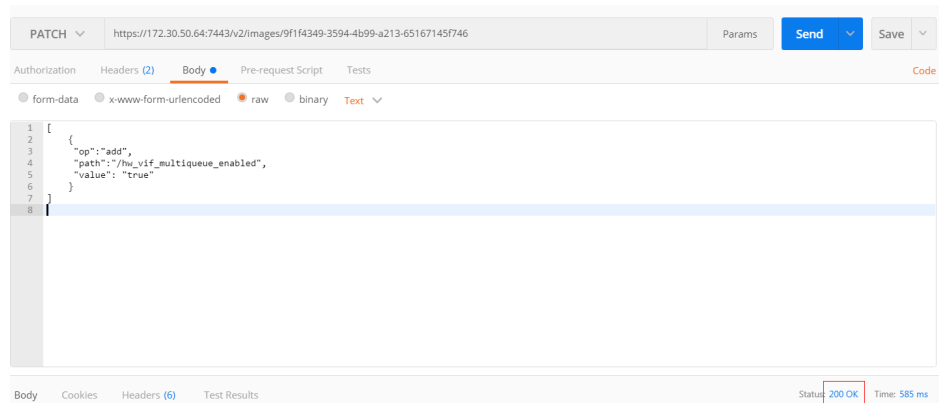 PATCH https://172.30.50.64:7443/v2/images/9f1f4349-3594-4b99-a213-65167145f746 Params Send Save
Authorization Headers (2) Body Pre-request Script Tests Code
form-data x-www-form-urlencoded raw binary Text
1 [
2 {
3 "op":"add",
4 "path":"/hw_vif_multiqueue_enabled",
5 "value": "true"
6 }
7 ]
8
Body Cookies Headers (6) Test Results Status: 200 OK Time: 585 ms